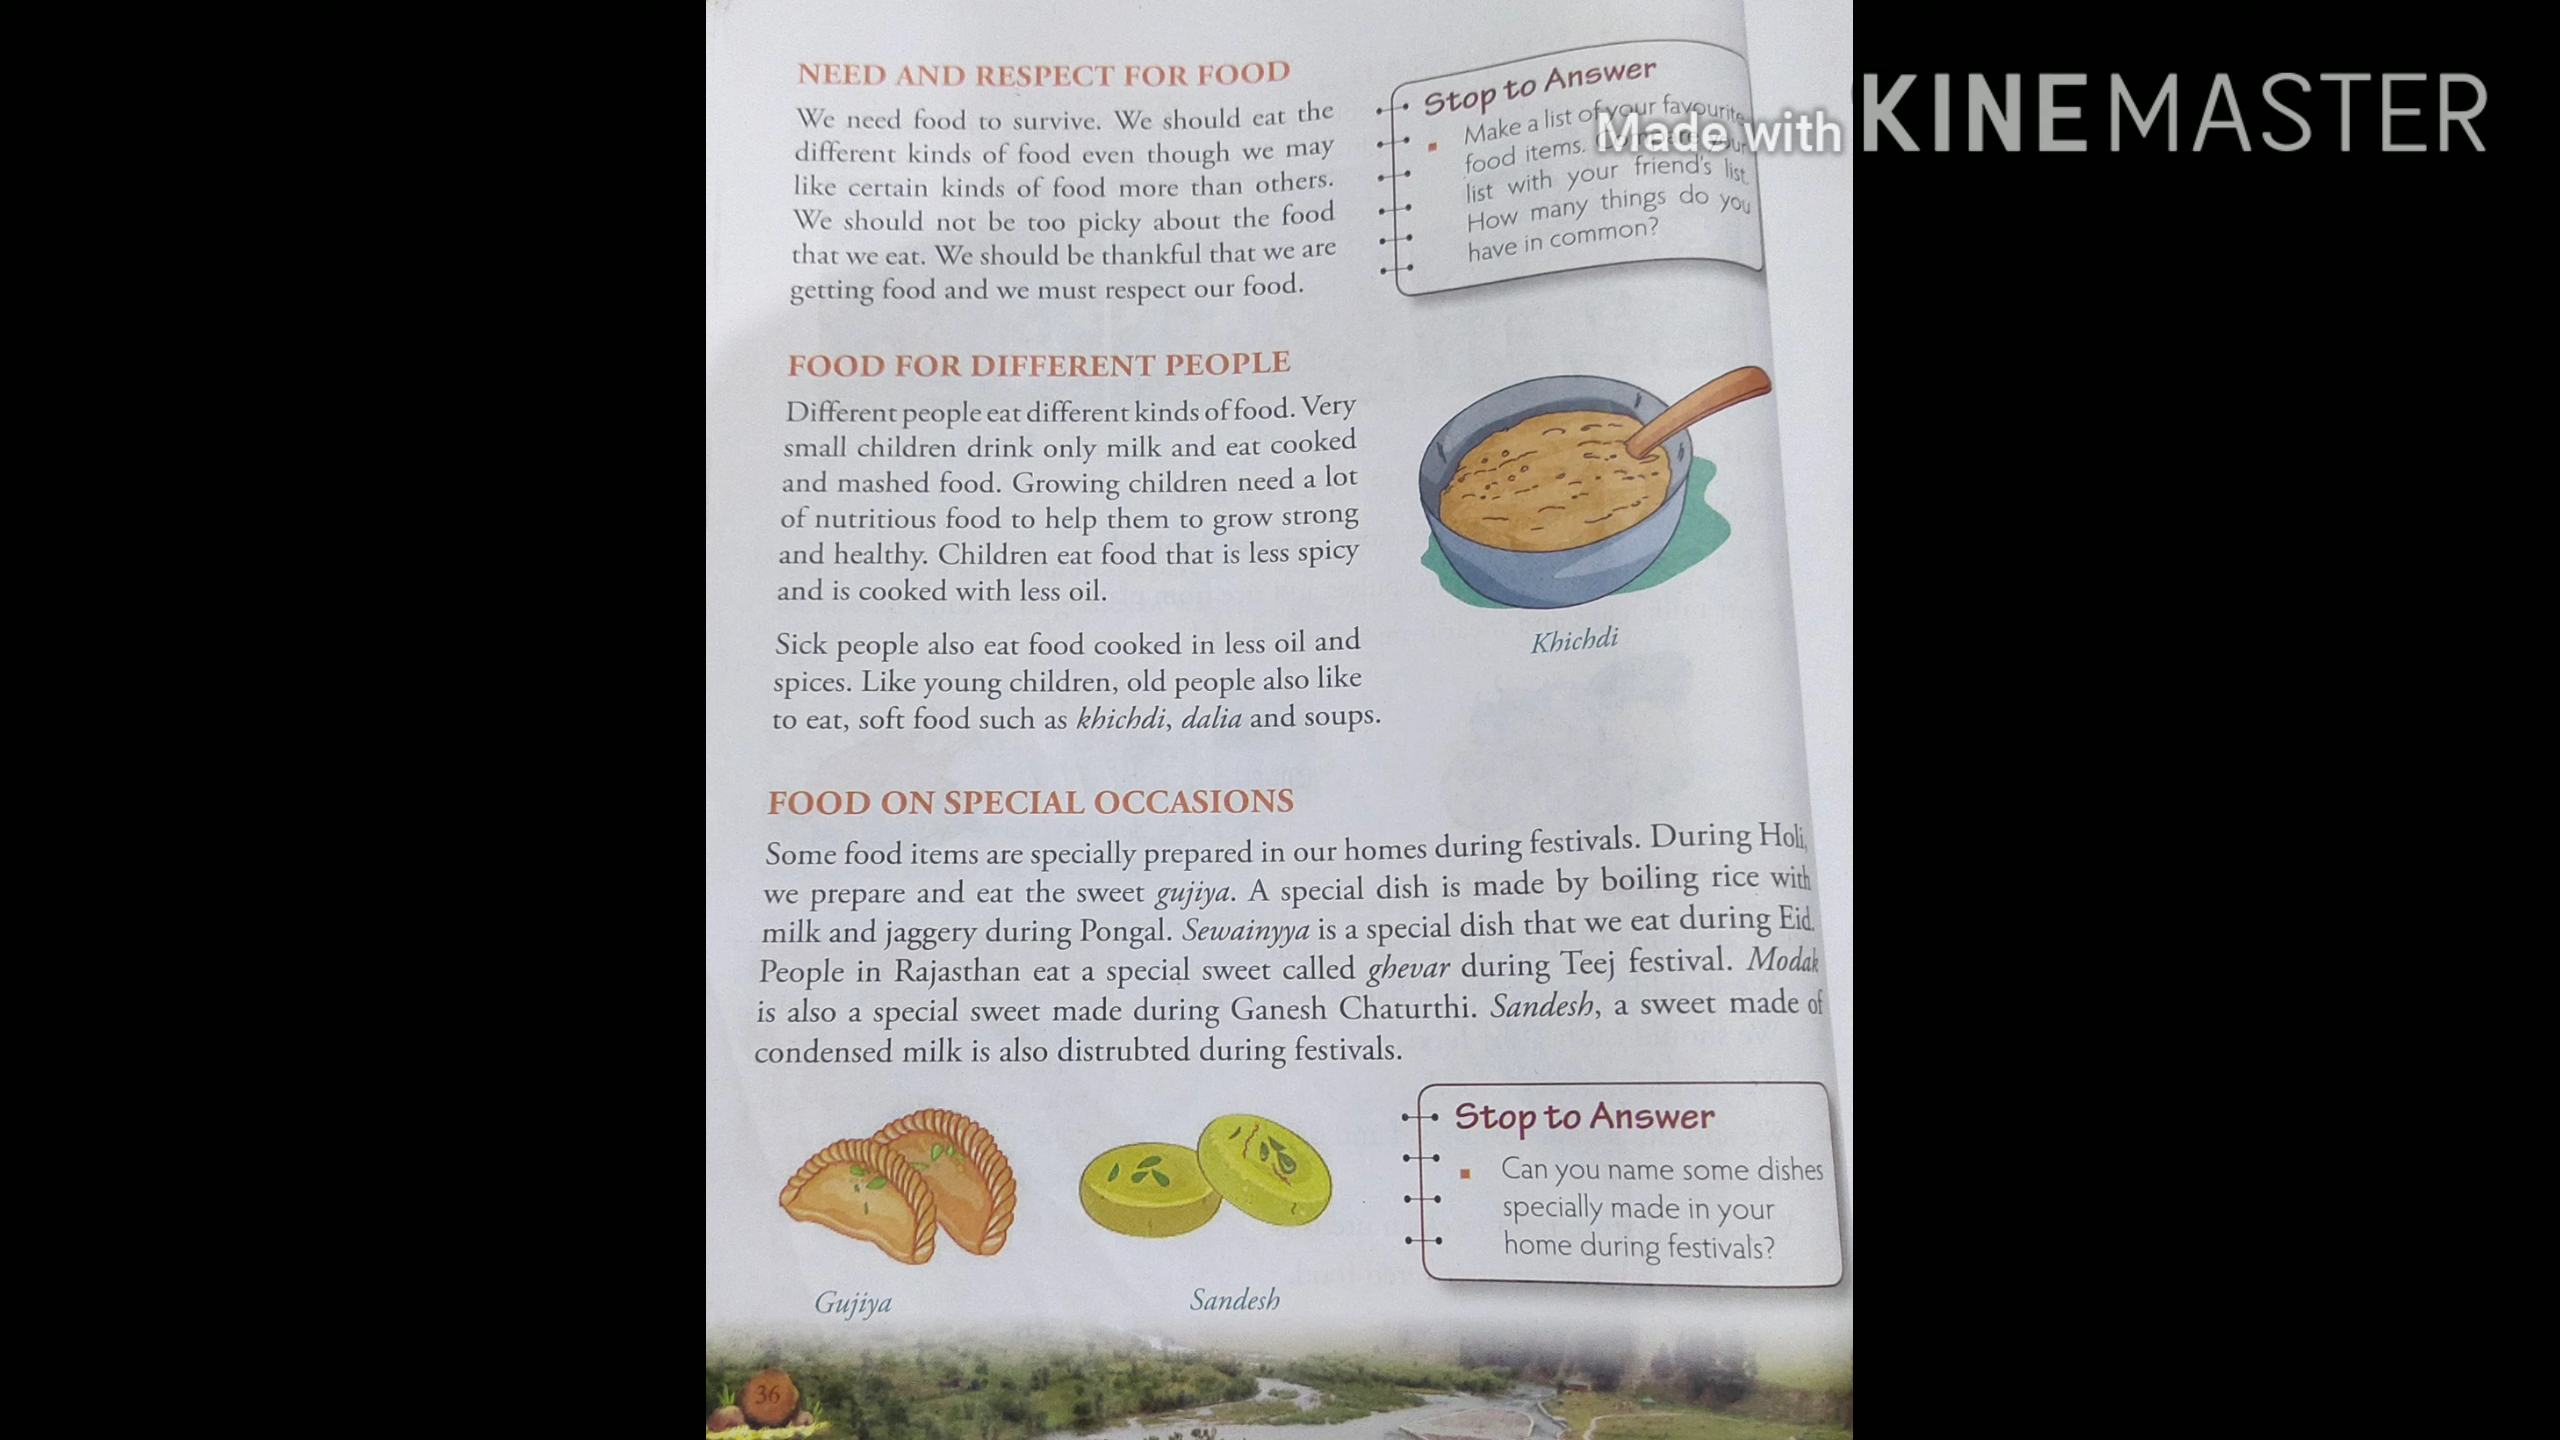 NEED AND RESPECT FOR FOOD
We need food to survive. We should eat the
different kinds of food even though we may
like certain kinds of food more than others.
We should not be too picky about the food
that we eat. We should be thankful that we are
getting food and we must respect our food.
Stop to Answer
Make a list of your favourite
food items. Compare your
list with your friend's list.
How many things do you
have in common?
Made with KINEMASTER
FOOD FOR DIFFERENT PEOPLE
Different people eat different kinds of food. Very
small children drink only milk and eat cooked
and mashed food. Growing children need a lot
of nutritious food to help them to grow strong
and healthy. Children eat food that is less spicy
and is cooked with less oil.
Sick people also eat food cooked in less oil and
spices. Like young children, old people also like
to eat, soft food such as khichdi, dalia and soups.
Khichdi
FOOD ON SPECIAL OCCASIONS
Some food items are specially prepared in our homes during festivals. During Holi,
we prepare and eat the sweet gujiya. A special dish is made by boiling rice with
milk and jaggery during Pongal. Sewainyya is a special dish that we eat during Eid.
People in Rajasthan eat a special sweet called ghevar during Teej festival. Modak
is also a special sweet made during Ganesh Chaturthi. Sandesh, a sweet made of
condensed milk is also distrubted during festivals.
Gujiya
Sandesh
Stop to Answer
Can you name some dishes
specially made in your
home during festivals?
36